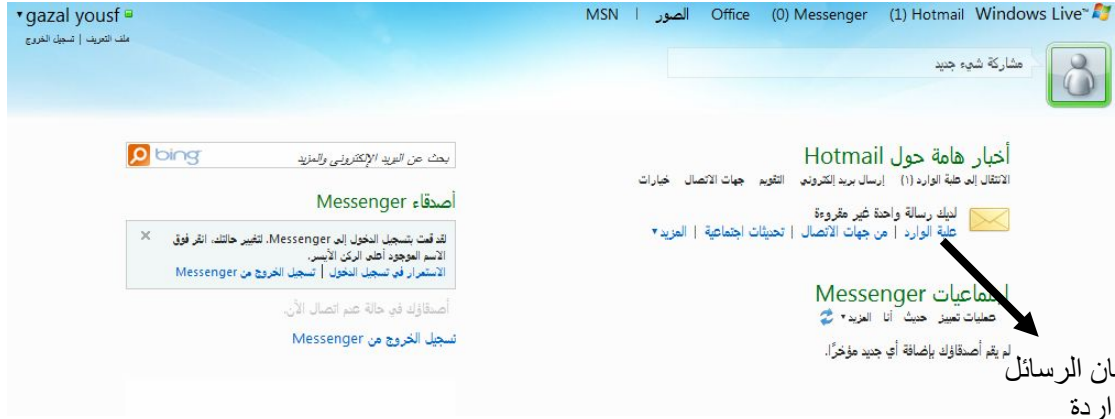 Windows Live™ Hotmail (1) Messenger (0) Office الصور | MSN
gazal yousf
ملف التعريف | تسجيل الخروج
مشاركة شيء جديد
أخبار هامة حول Hotmail
الانتقال إلى علبة الوارد (١) إرسال بريد إلكتروني التقويم جهات الاتصال خيارات
لديك رسالة واحدة غير مقروءة
علبة الوارد | من جهات الاتصال | تحديثات اجتماعية | المزيد
اجتماعيات Messenger
عمليات تمييز حديث أنا المزيد
لم يقم أصدقاؤك بإضافة أي جديد مؤخرًا.
ان الرسائل
اردة
بحث عن البريد الإلكتروني والمزيد bing
أصدقاء Messenger
لقد قمت بتسجيل الدخول إلى Messenger. لتغيير حالتك، انقر فوق
الاسم الموجود أعلى الركن الأيسر.
الاستمرار في تسجيل الدخول | تسجيل الخروج من Messenger
أصدقاؤك في حالة عدم اتصال الآن.
تسجيل الخروج من Messenger